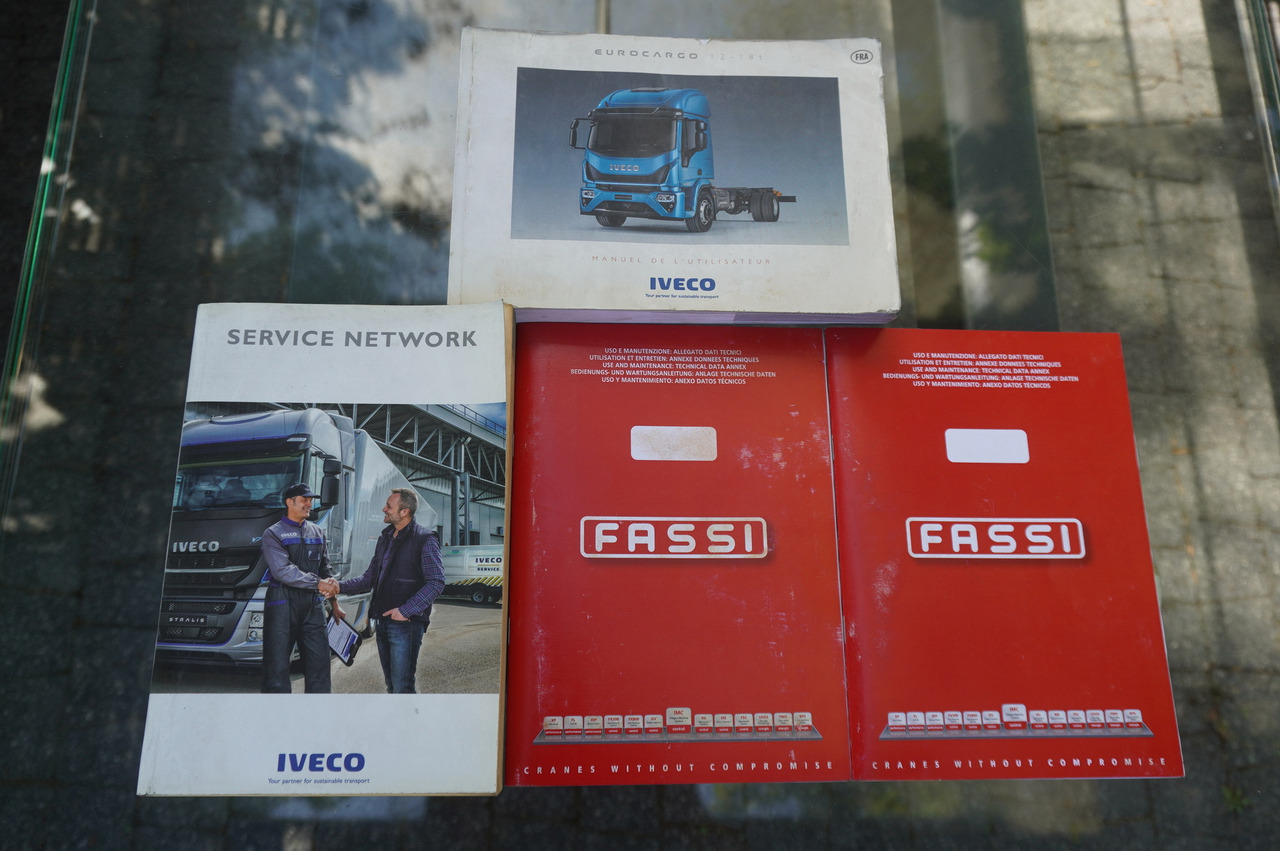 EUROCARGO 12-191
FRA
IVECO
MANUEL DE L'UTILISATEUR
IVECO
Your partner for sustainable transport
SERVICE NETWORK
IVECO
STRALIS
IVECO
SERVICE
IVECO
Your partner for sustainable transport
USO E MANUTENZIONE: ALLEGATO DATI TECNICI
UTILISATION ET ENTRETIEN: ANNEXE DONNEES TECHNIQUES
USE AND MAINTENANCE: TECHNICAL DATA ANNEX
BEDIENUNGS- UND WARTUNGSANLEITUNG: ANLAGE TECHNISCHE DATEN
USO Y MANTENIMIENTO: ANEXO DATOS TÉCNICOS
FASSI
IMC
CRANES WITHOUT COMPROMISE
USO E MANUTENZIONE: ALLEGATO DATI TECNICI
UTILISATION ET ENTRETIEN: ANNEXE DONNEES TECHNIQUES
USE AND MAINTENANCE: TECHNICAL DATA ANNEX
BEDIENUNGS- UND WARTUNGSANLEITUNG: ANLAGE TECHNISCHE DATEN
USO Y MANTENIMIENTO: ANEXO DATOS TÉCNICOS
FASSI
IMC
CRANES WITHOUT COMPROMISE